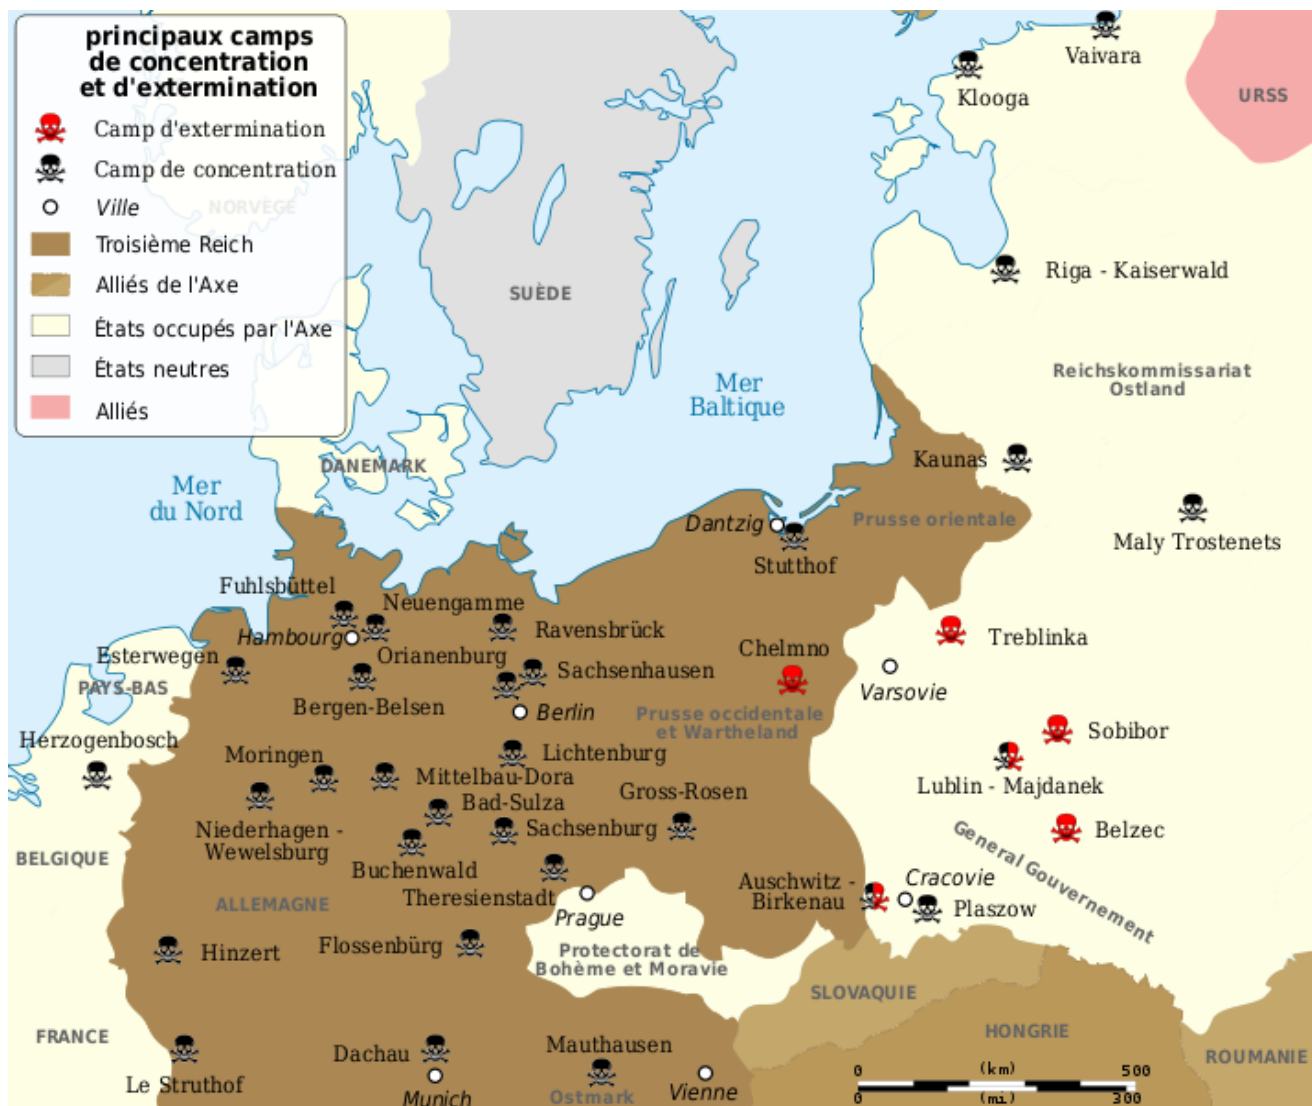 principaux camps
de concentration
et d'extermination
Camp d'extermination
Camp de concentration
Ville
Troisième Reich
Alliés de l'Axe
États occupés par l'Axe
États neutres
Alliés
NORVÈGE
Vaivara
Klooga
URSS
SUÈDE
Riga - Kaiserwald
Mer
Baltique
Reichskommissariat
Ostland
DANEMARK
Kaunas
Mer
du Nord
Dantzig
Prusse orientale
Maly Trostenets
Stutthof
Fuhlsbüttel
Neuengamme
Hambourg
Ravensbrück
Treblinka
Esterwegen
Orianenburg
Sachsenhausen
Chelmno
PAYS-BAS
Varsovie
Bergen-Belsen
Berlin
Prusse occidentale
et Wartheland
Sobibor
Herzogenbosch
Moringen
Lichtenburg
Mittelbau-Dora
Lublin - Majdanek
Gross-Rosen
Bad-Sulza
Niederhagen -
Wewelsburg
Sachsenburg
Belzec
BELGIQUE
Buchenwald
General Gouvernement
Theresienstadt
Auschwitz -
Birkenau
Cracovie
Plaszow
ALLEMAGNE
Prague
Hinzert
Flossenbürg
Protectorat de
Bohème et Moravie
SLOVAQUIE
FRANCE
HONGRIE
Dachau
Mauthausen
ROUMANIE
Le Struthof
Munich
Ostmark
Vienne
0 (km) 500
0 (mi) 300